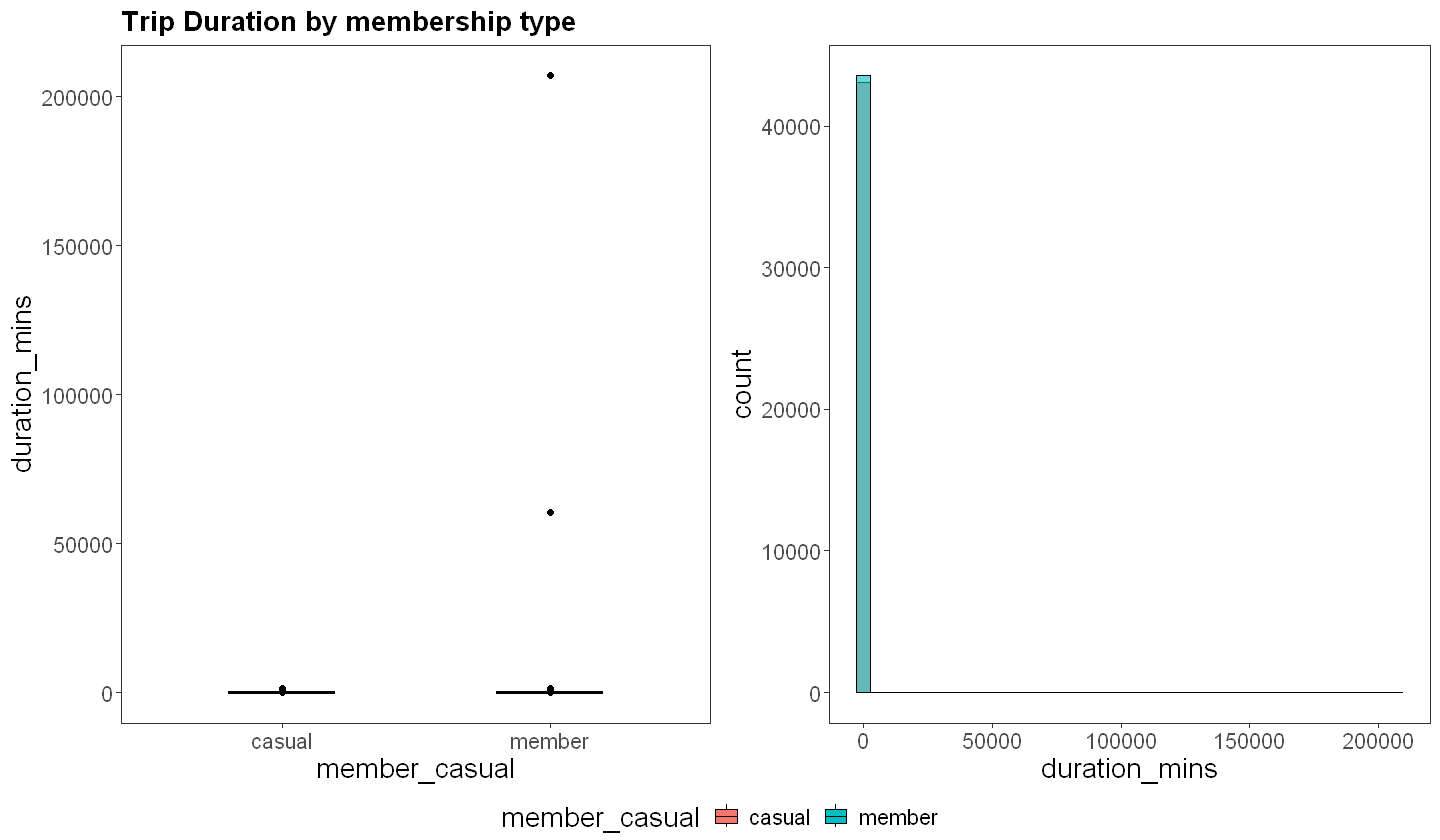 Trip Duration by membership type
duration_mins
200000
150000
100000
50000
0
casual member
member_casual
count
40000
30000
20000
10000
0
0 50000 100000 150000 200000
duration_mins
member_casual casual member